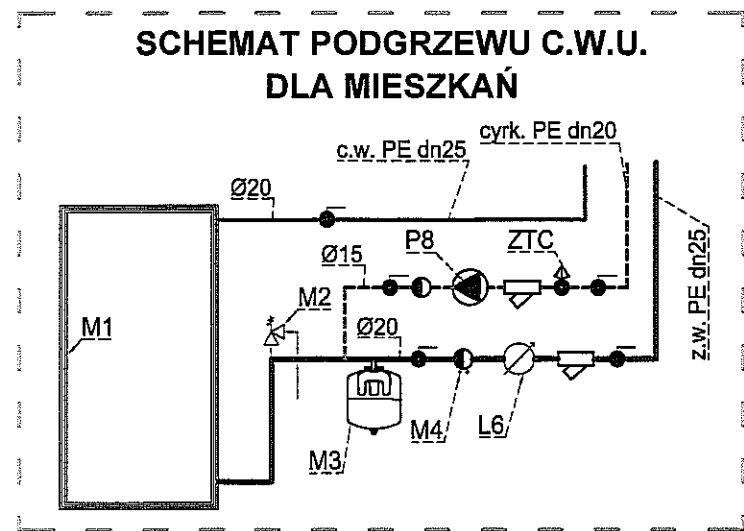 SCHEMAT PODGRZEWU C.W.U.
DLA MIESZKAŃ
cyrk. PE dn20
c.w. PE dn25
Ø20
P8
ZTC
Ø15
z.w. PE dn25
M2
M1
Ø20
M3
M4
L6